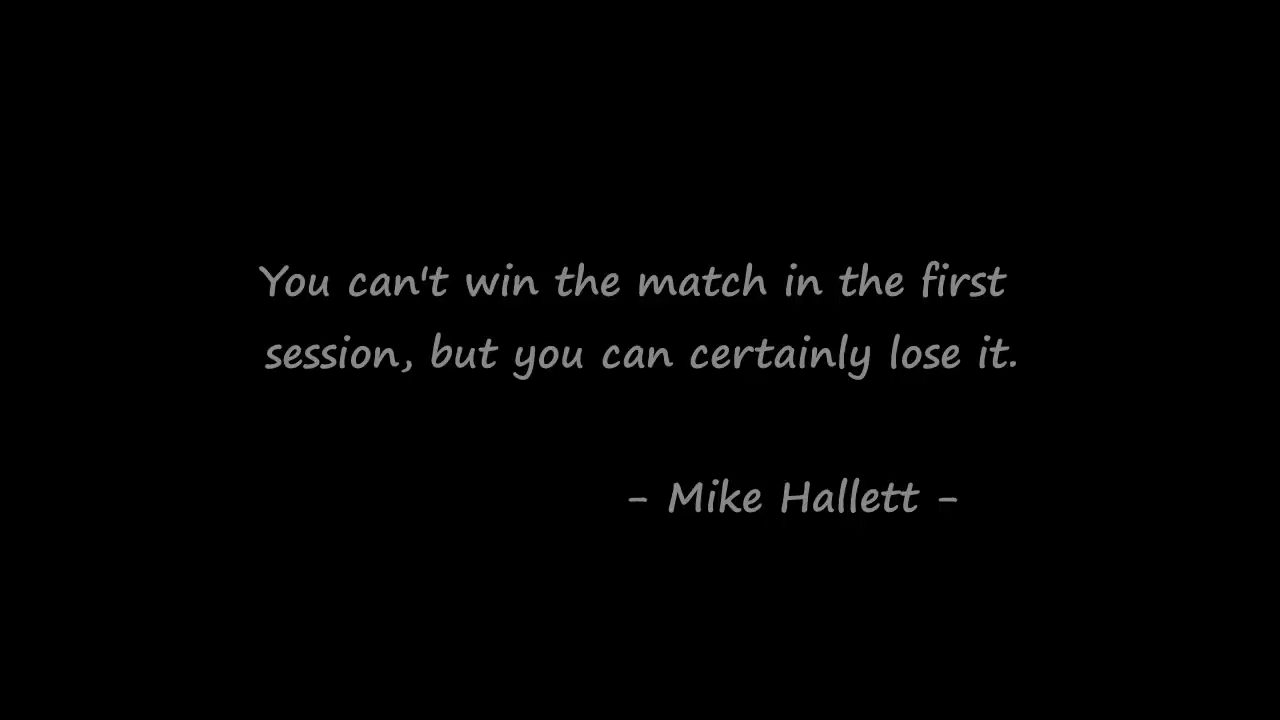 You can't win the match in the first
session, but you can certainly lose it.
- Mike Hallett -